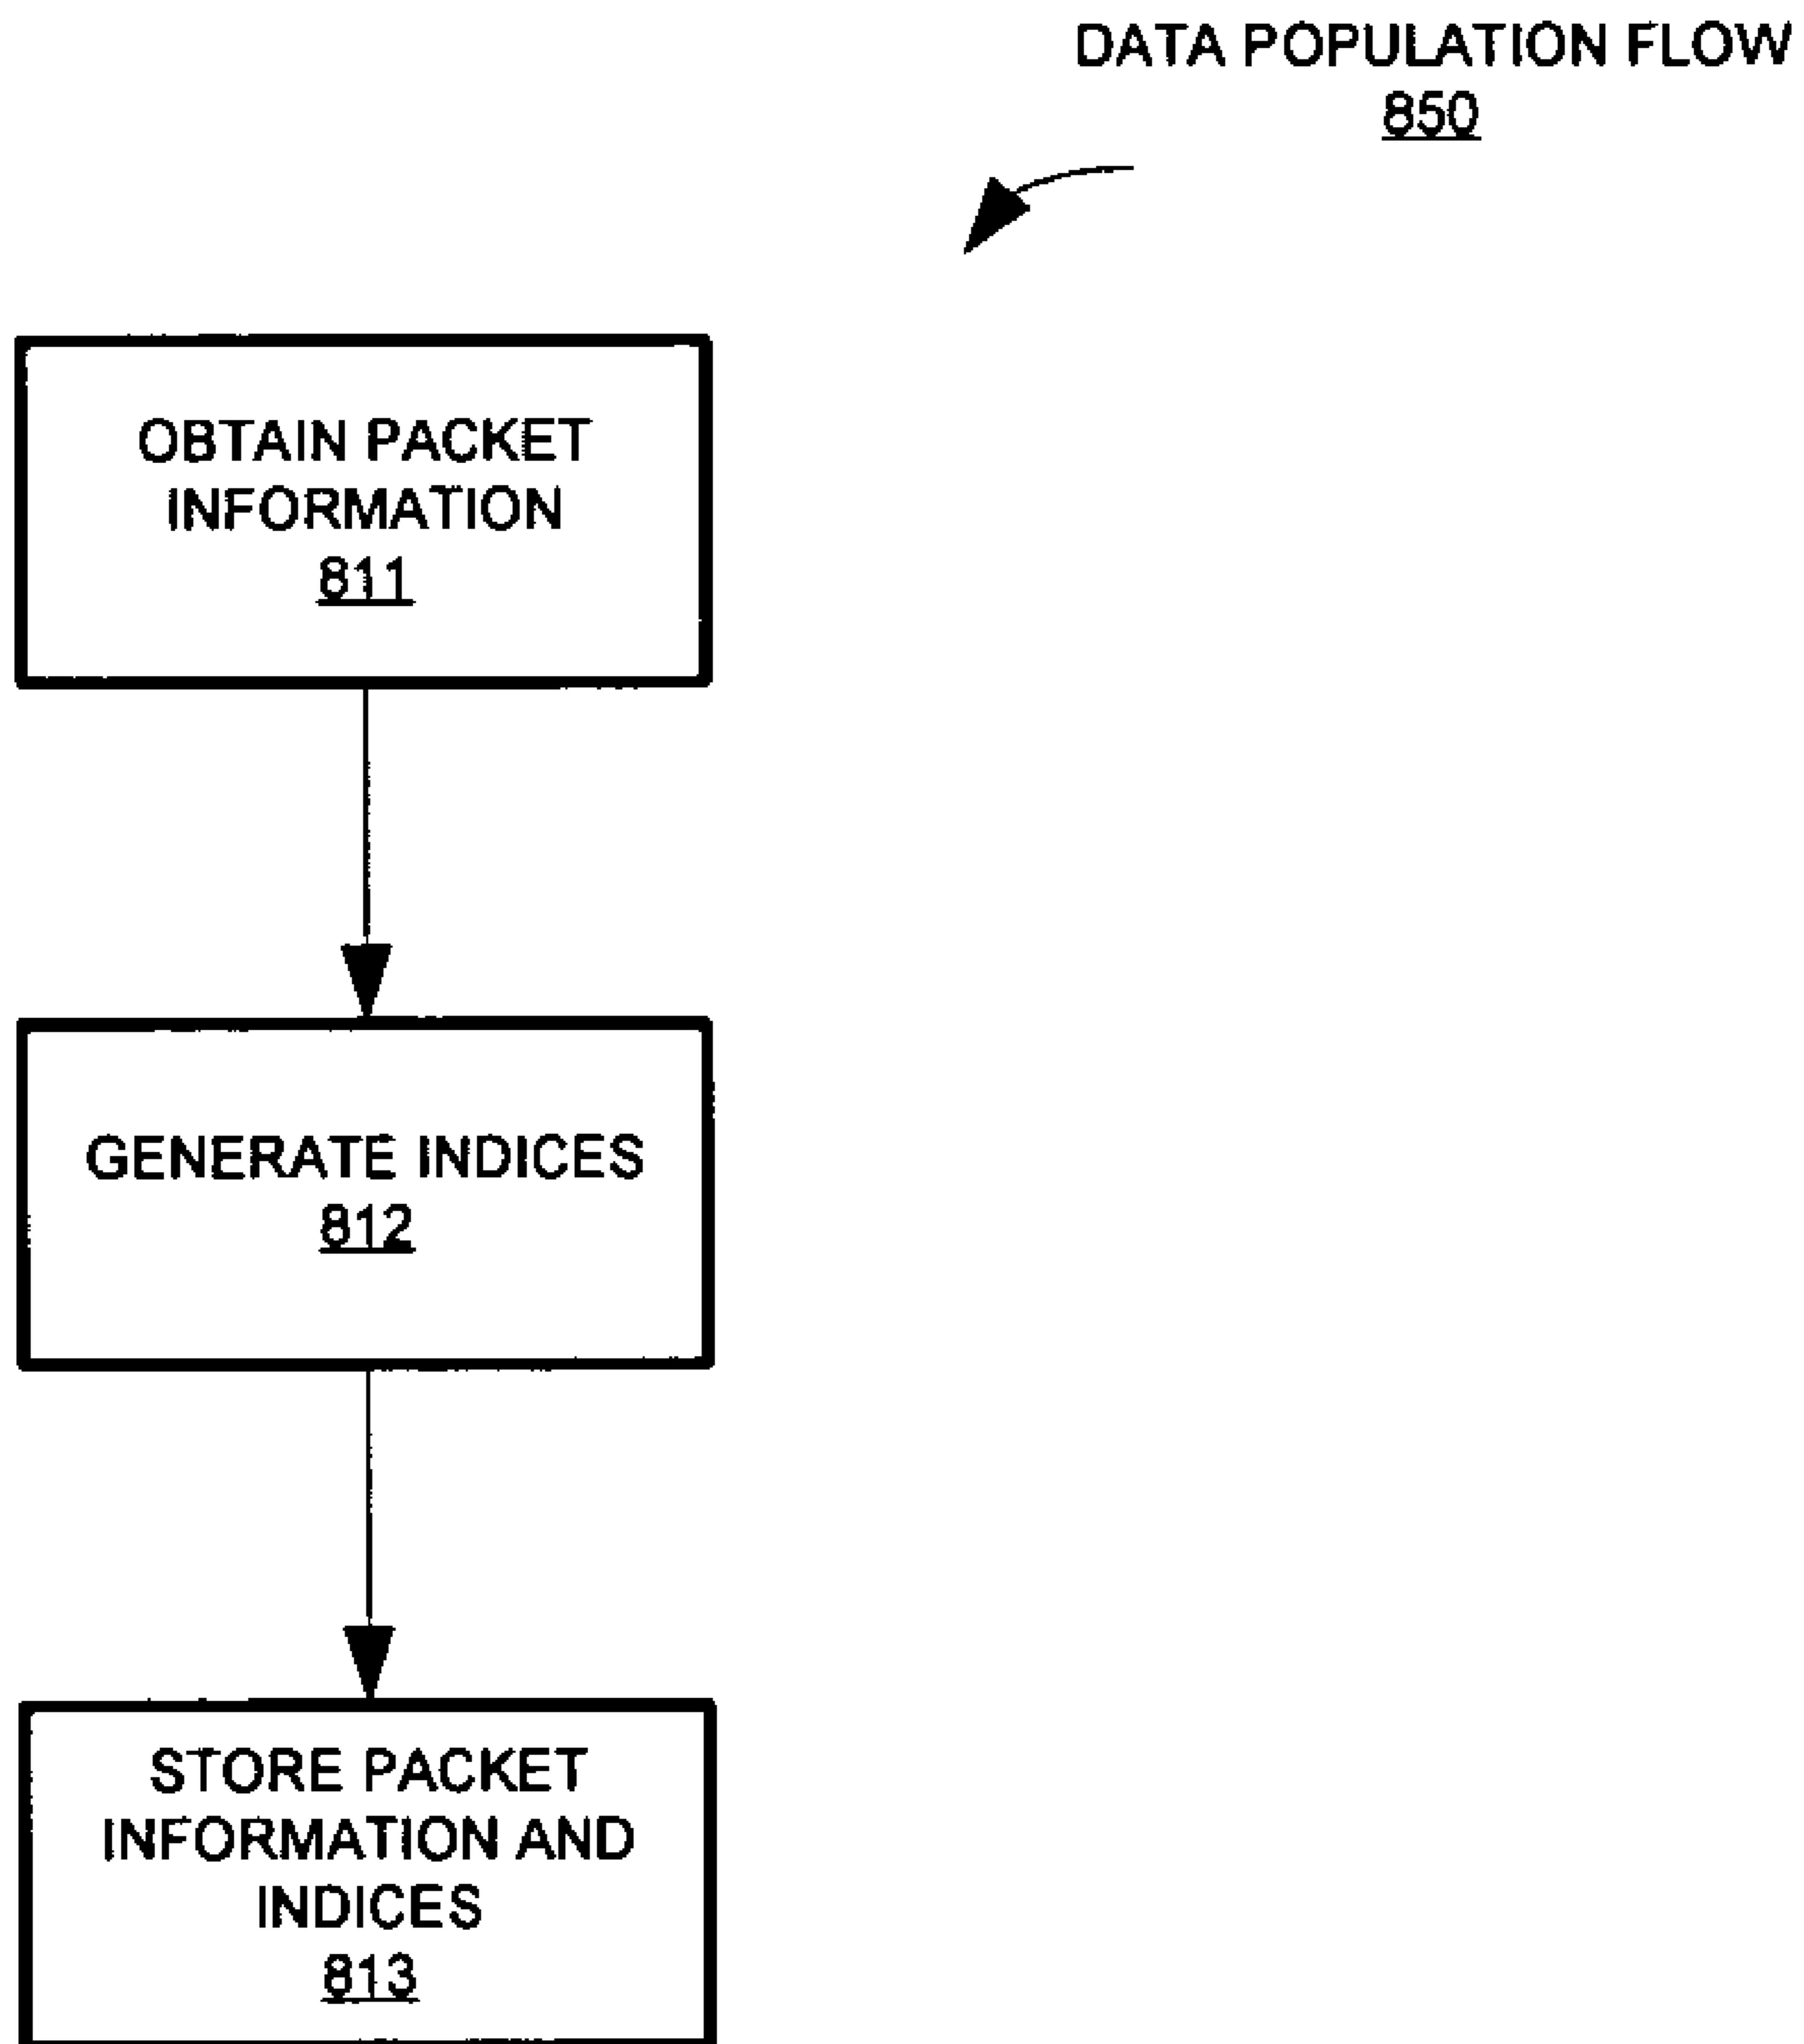 DATA POPULATION FLOW
850
OBTAIN PACKET
INFORMATION
811
GENERATE INDICES
812
STORE PACKET
INFORMATION AND
INDICES
813